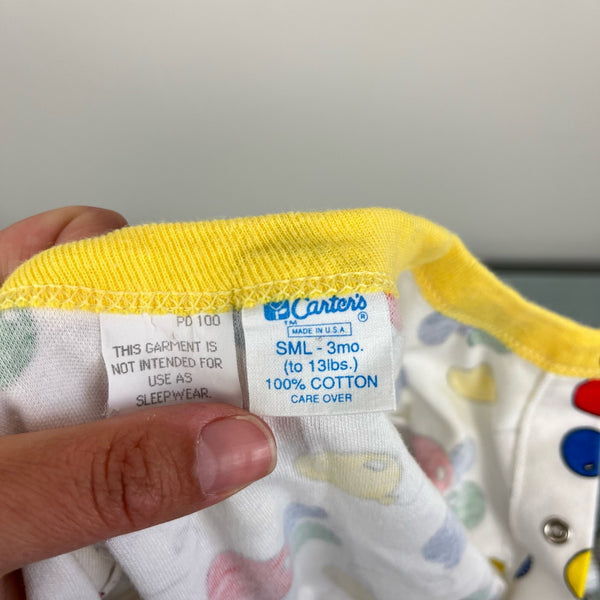 PD 100
THIS GARMENT IS
NOT INTENDED FOR
USE AS
SLEEPWEAR.
Carter's
TM ®
MADE IN U.S.A.
SML - 3mo.
(to 13lbs.)
100% COTTON
CARE OVER